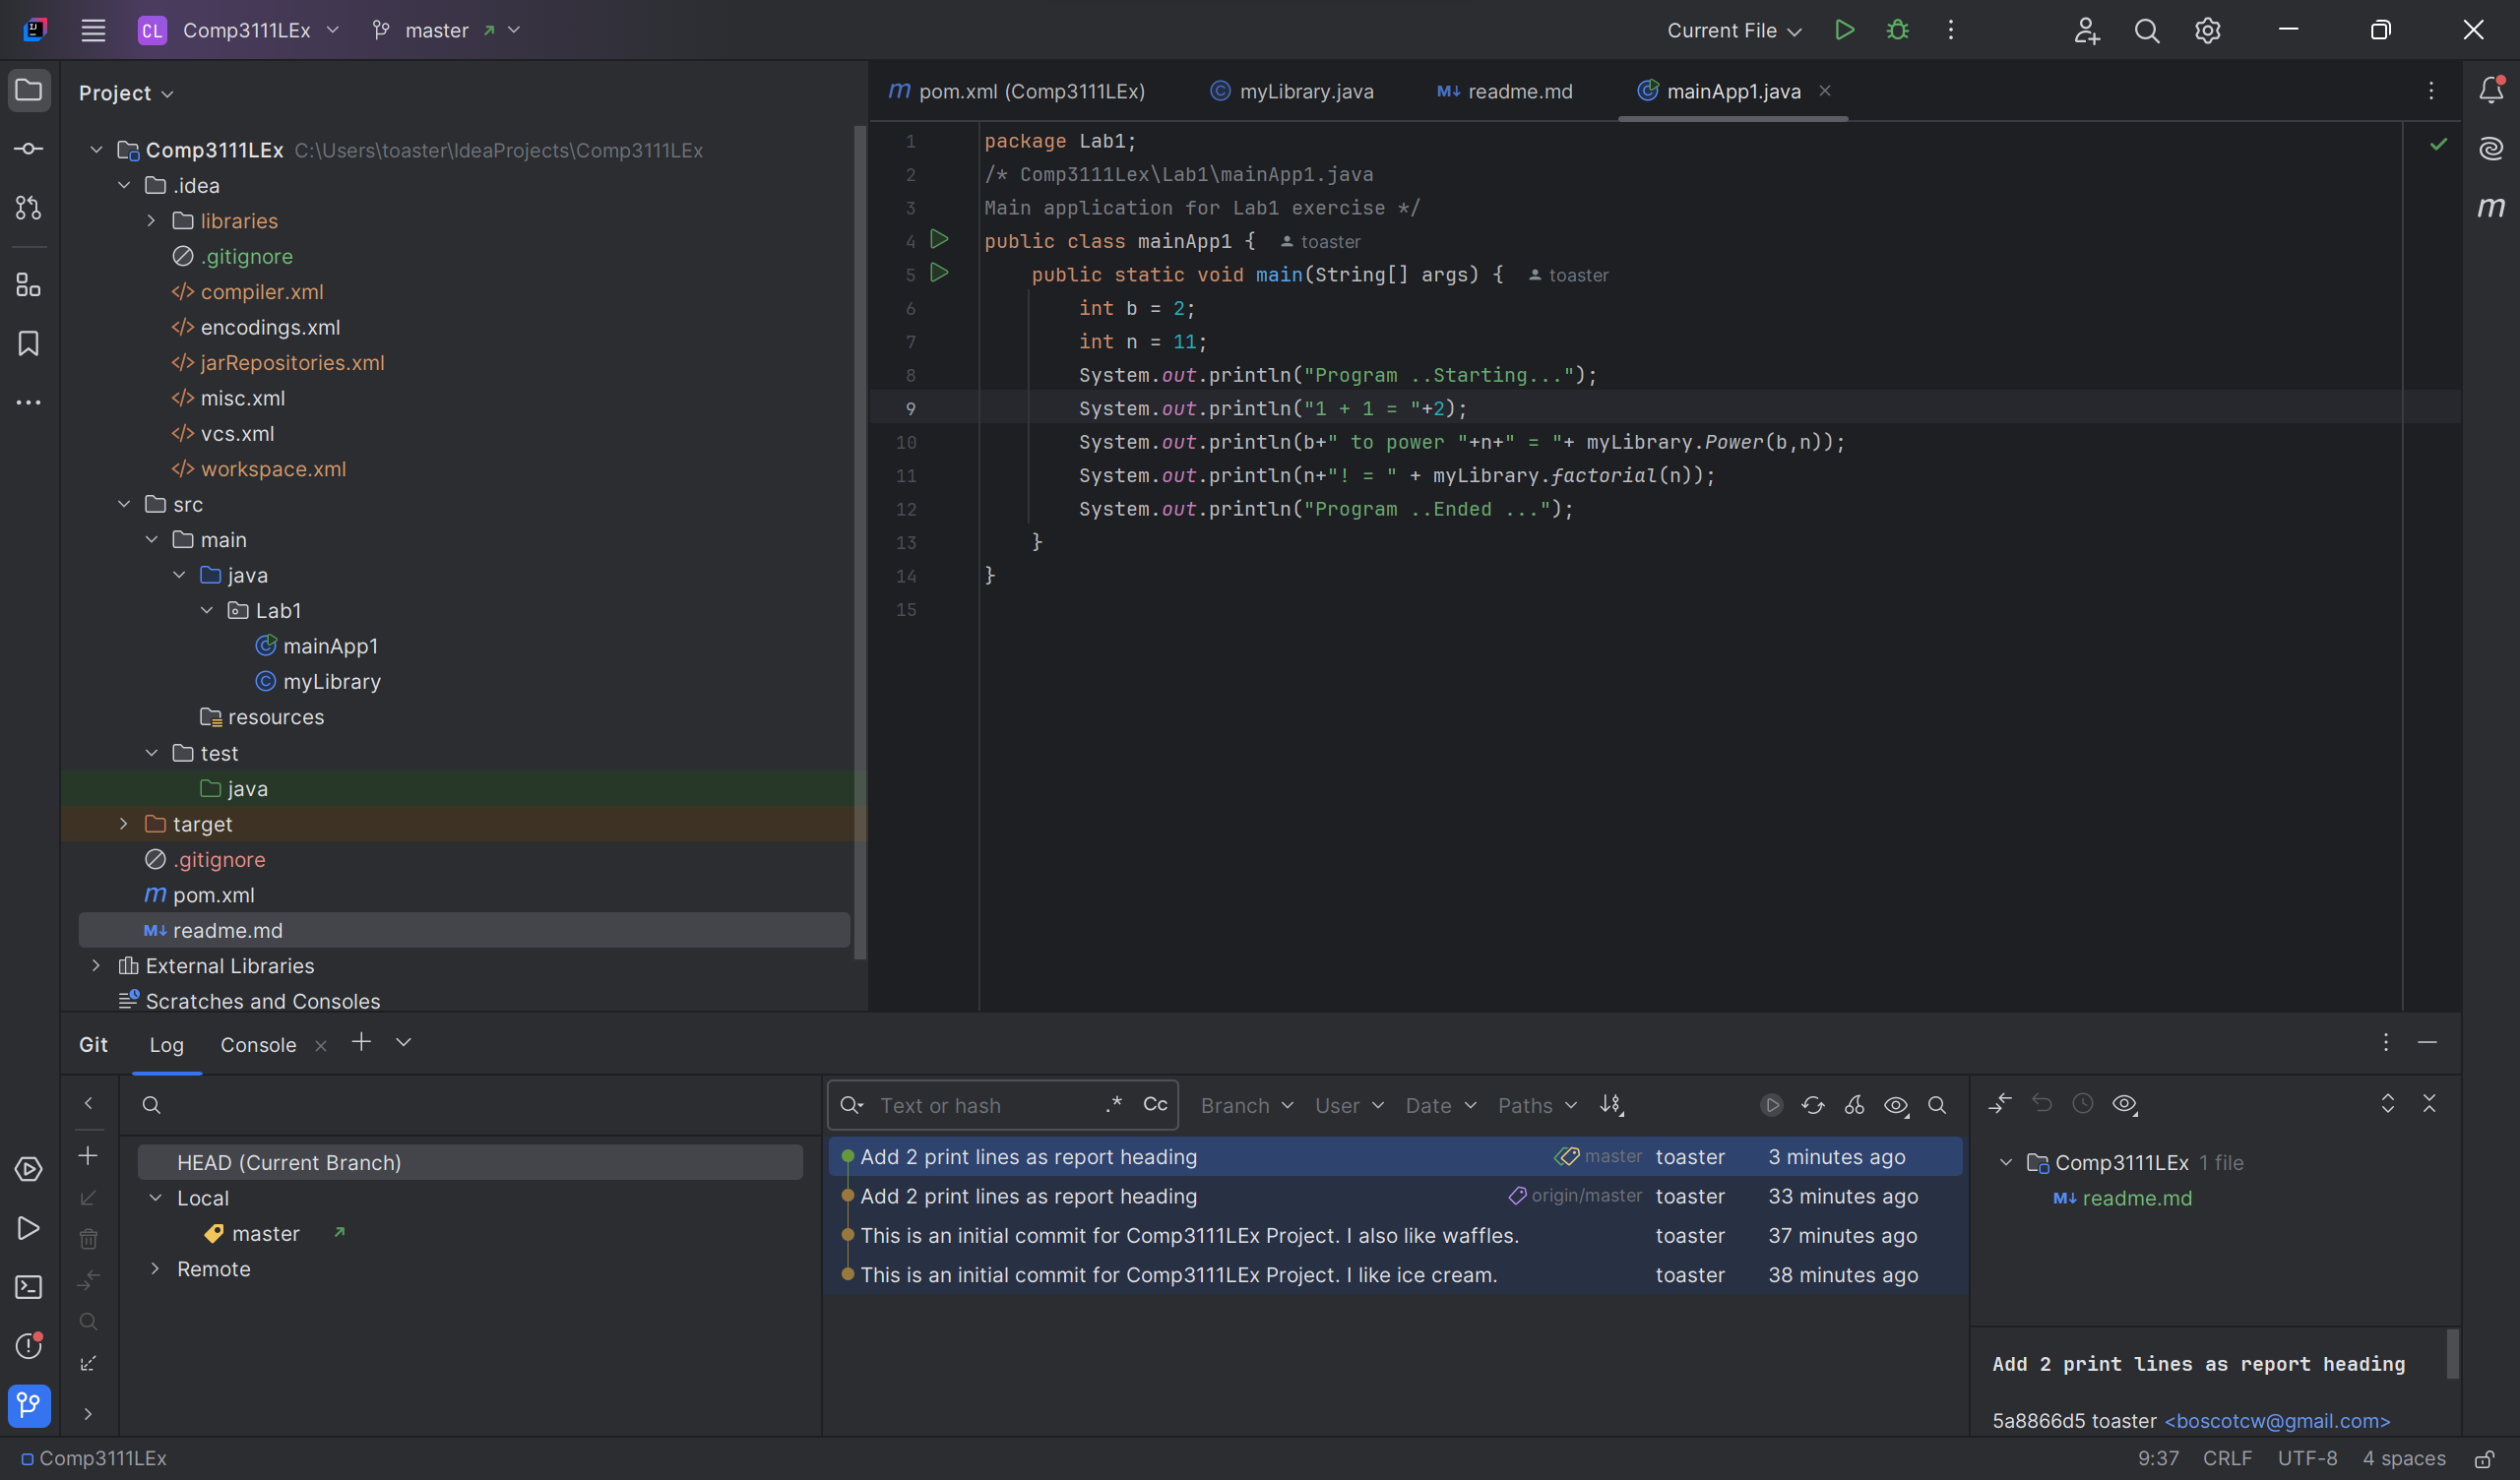 CL Comp3111LEx master Current File
Project
Comp3111LEx C:\Users\toaster\IdeaProjects\Comp3111LEx
.idea
libraries
.gitignore
</> compiler.xml
</> encodings.xml
</> jarRepositories.xml
</> misc.xml
</> vcs.xml
</> workspace.xml
src
main
java
Lab1
mainApp1
myLibrary
resources
test
java
target
.gitignore
m pom.xml
M↓ readme.md
External Libraries
Scratches and Consoles
m pom.xml (Comp3111LEx) myLibrary.java M↓ readme.md mainApp1.java
1 package Lab1;
2 /* Comp3111Lex\Lab1\mainApp1.java
3 Main application for Lab1 exercise */
4 public class mainApp1 { toaster
5 public static void main(String[] args) { toaster
6 int b = 2;
7 int n = 11;
8 System.out.println("Program ..Starting...");
9 System.out.println("1 + 1 = "+2);
10 System.out.println(b+" to power "+n+" = "+ myLibrary.Power(b,n));
11 System.out.println(n+"! = " + myLibrary.factorial(n));
12 System.out.println("Program ..Ended ...");
13 }
14 }
15
m
Git Log Console
HEAD (Current Branch)
Local
master
Remote
Text or hash .* Cc Branch User Date Paths
Add 2 print lines as report heading master toaster 3 minutes ago
Add 2 print lines as report heading origin/master toaster 33 minutes ago
This is an initial commit for Comp3111LEx Project. I also like waffles. toaster 37 minutes ago
This is an initial commit for Comp3111LEx Project. I like ice cream. toaster 38 minutes ago
Comp3111LEx 1 file
M↓ readme.md
Add 2 print lines as report heading
5a8866d5 toaster <boscotcw@gmail.com>
Comp3111LEx 9:37 CRLF UTF-8 4 spaces